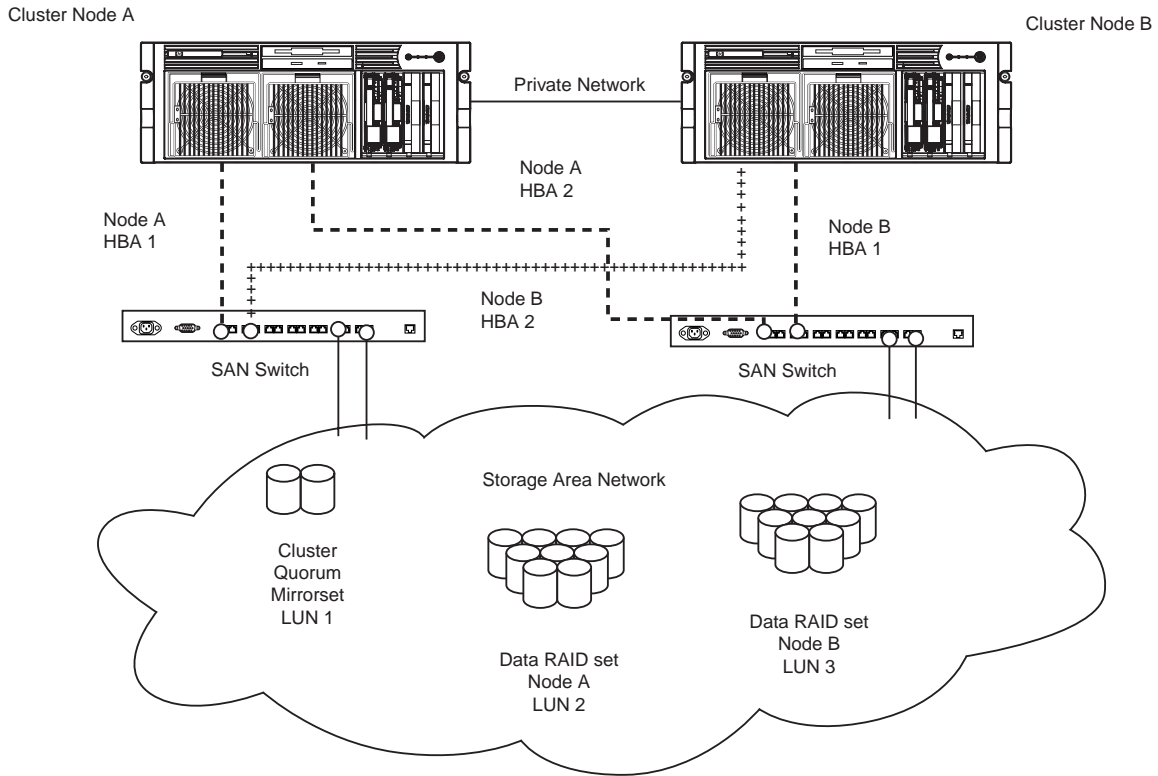 Cluster Node A
Cluster Node B
Private Network
Node A
HBA 2
Node A
HBA 1
Node B
HBA 1
Node B
HBA 2
SAN Switch
SAN Switch
Storage Area Network
Cluster
Quorum
Mirrorset
LUN 1
Data RAID set
Node A
LUN 2
Data RAID set
Node B
LUN 3